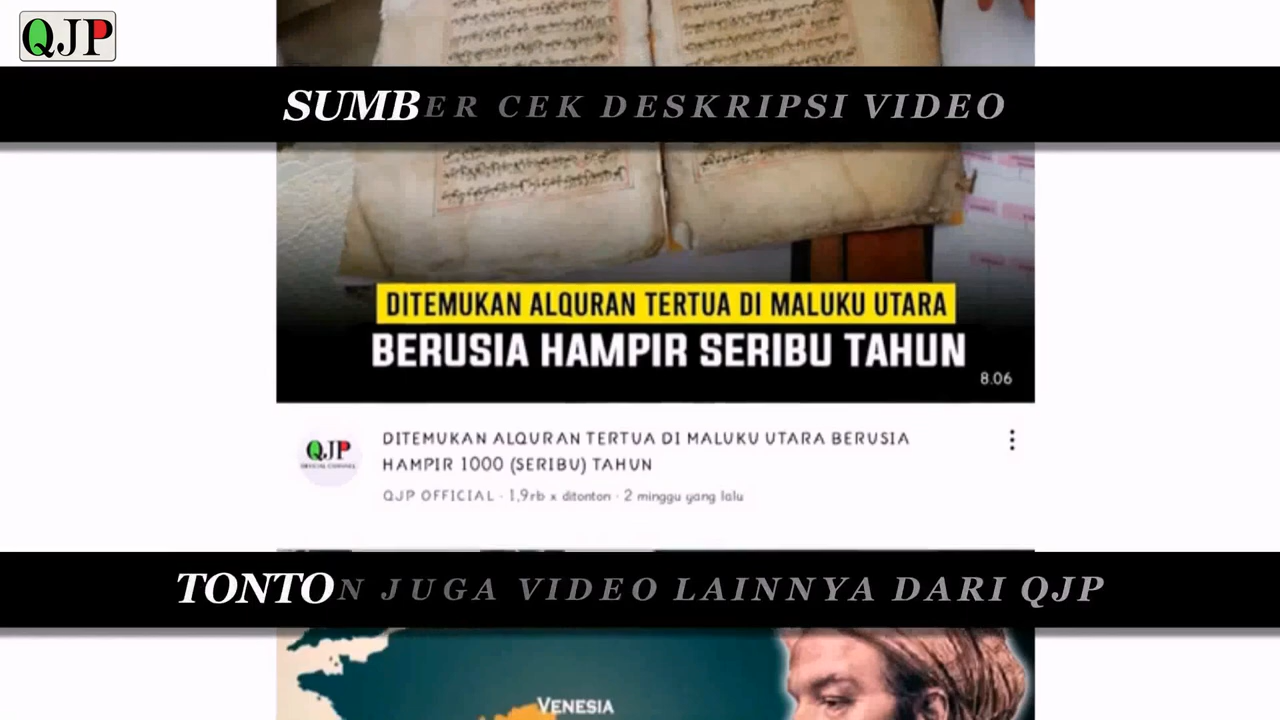 QJP
SUMBER CEK DESKRIPSI VIDEO
DITEMUKAN ALQURAN TERTUA DI MALUKU UTARA
BERUSIA HAMPIR SERIBU TAHUN
8.06
QJP
DITEMUKAN ALQURAN TERTUA DI MALUKU UTARA BERUSIA
HAMPIR 1000 (SERIBU) TAHUN
QJP OFFICIAL · 1,9rb x ditonton · 2 minggu yang lalu
TONTON JUGA VIDEO LAINNYA DARI QJP
VENESIA